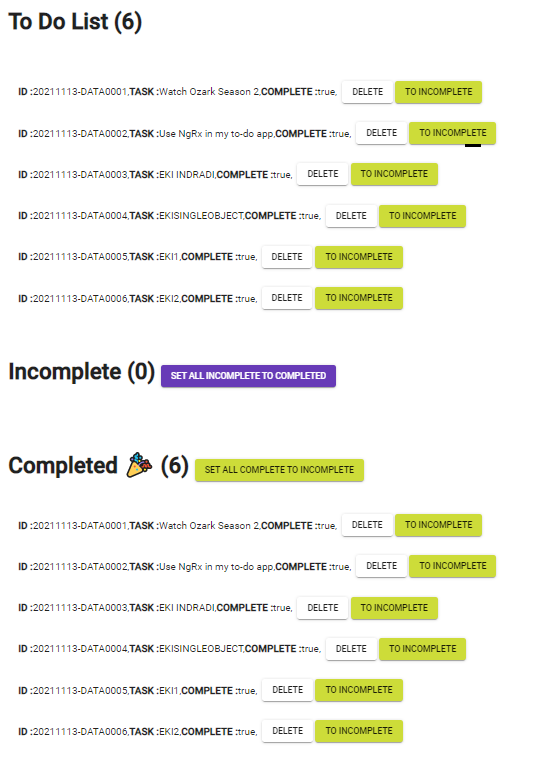 To Do List (6)
ID :20211113-DATA0001,TASK :Watch Ozark Season 2,COMPLETE :true, DELETE TO INCOMPLETE
ID :20211113-DATA0002,TASK :Use NgRx in my to-do app,COMPLETE :true, DELETE TO INCOMPLETE
ID :20211113-DATA0003,TASK :EKI INDRADI,COMPLETE :true, DELETE TO INCOMPLETE
ID :20211113-DATA0004,TASK :EKISINGLEOBJECT,COMPLETE :true, DELETE TO INCOMPLETE
ID :20211113-DATA0005,TASK :EKI1,COMPLETE :true, DELETE TO INCOMPLETE
ID :20211113-DATA0006,TASK :EKI2,COMPLETE :true, DELETE TO INCOMPLETE
Incomplete (0) SET ALL INCOMPLETE TO COMPLETED
Completed 🎉 (6) SET ALL COMPLETE TO INCOMPLETE
ID :20211113-DATA0001,TASK :Watch Ozark Season 2,COMPLETE :true, DELETE TO INCOMPLETE
ID :20211113-DATA0002,TASK :Use NgRx in my to-do app,COMPLETE :true, DELETE TO INCOMPLETE
ID :20211113-DATA0003,TASK :EKI INDRADI,COMPLETE :true, DELETE TO INCOMPLETE
ID :20211113-DATA0004,TASK :EKISINGLEOBJECT,COMPLETE :true, DELETE TO INCOMPLETE
ID :20211113-DATA0005,TASK :EKI1,COMPLETE :true, DELETE TO INCOMPLETE
ID :20211113-DATA0006,TASK :EKI2,COMPLETE :true, DELETE TO INCOMPLETE